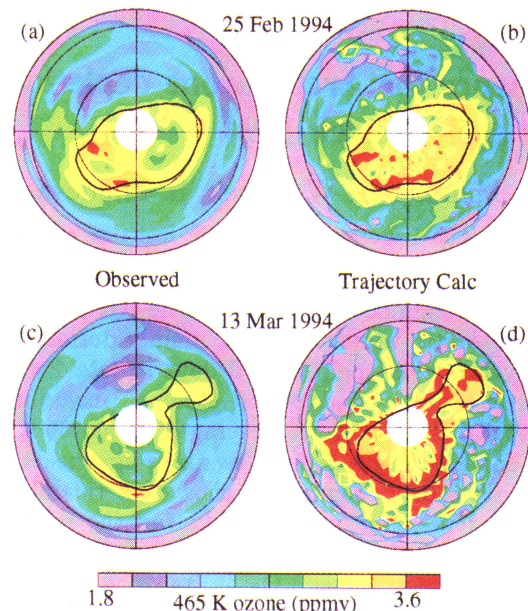 (a) 25 Feb 1994 (b)
Observed Trajectory Calc
(c) 13 Mar 1994 (d)
1.8 465 K ozone (ppmv) 3.6